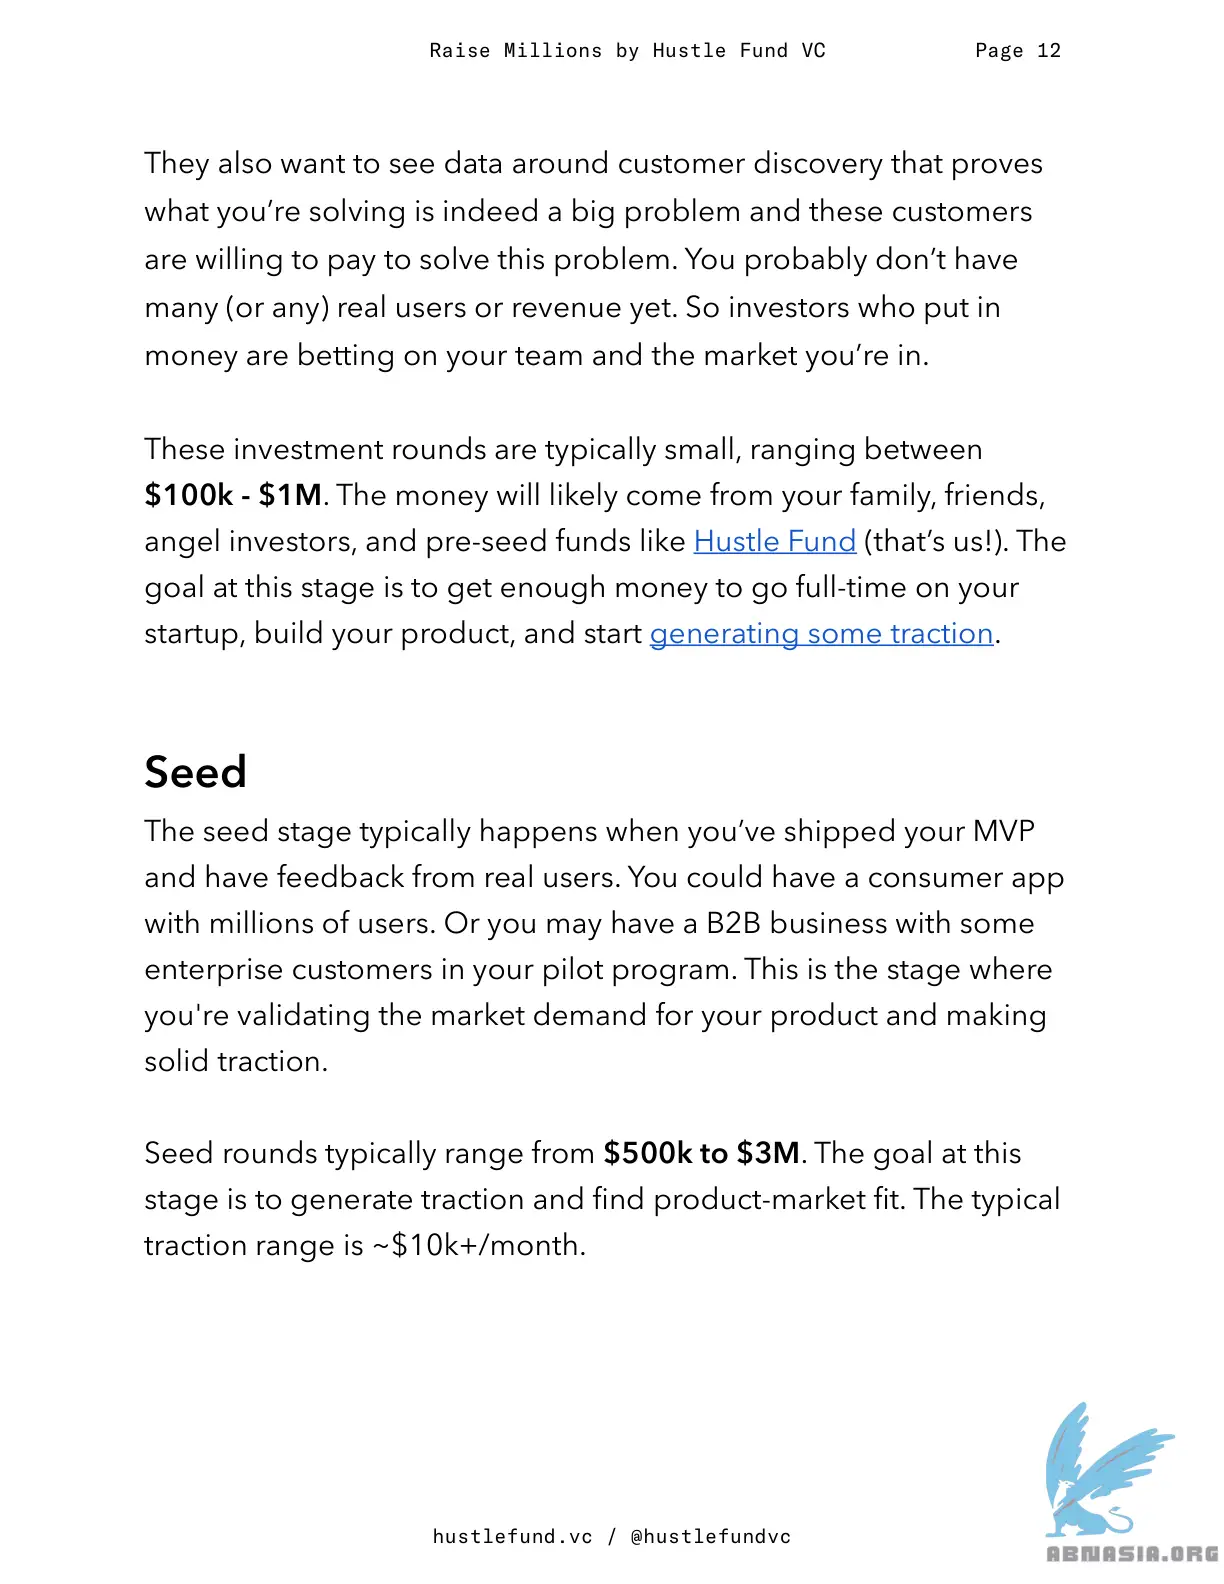 Raise Millions by Hustle Fund VC Page 12
They also want to see data around customer discovery that proves
what you’re solving is indeed a big problem and these customers
are willing to pay to solve this problem. You probably don’t have
many (or any) real users or revenue yet. So investors who put in
money are betting on your team and the market you’re in.
These investment rounds are typically small, ranging between
$100k - $1M. The money will likely come from your family, friends,
angel investors, and pre-seed funds like Hustle Fund (that’s us!). The
goal at this stage is to get enough money to go full-time on your
startup, build your product, and start generating some traction.
Seed
The seed stage typically happens when you’ve shipped your MVP
and have feedback from real users. You could have a consumer app
with millions of users. Or you may have a B2B business with some
enterprise customers in your pilot program. This is the stage where
you're validating the market demand for your product and making
solid traction.
Seed rounds typically range from $500k to $3M. The goal at this
stage is to generate traction and find product-market fit. The typical
traction range is ~$10k+/month.
hustlefund.vc / @hustlefundvc
ABNASIA.ORG